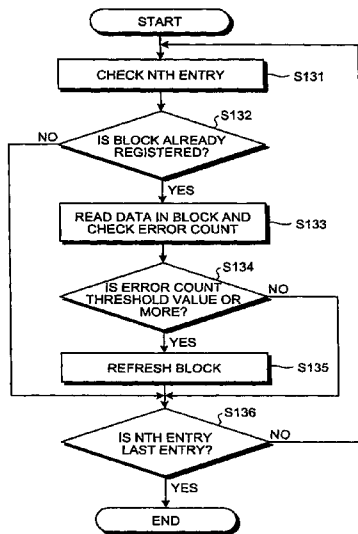 START
CHECK NTH ENTRY
S131
S132
NO
IS BLOCK ALREADY
REGISTERED?
YES
READ DATA IN BLOCK AND
CHECK ERROR COUNT
S133
S134
IS ERROR COUNT
THRESHOLD VALUE OR
MORE?
NO
YES
REFRESH BLOCK
S135
S136
IS NTH ENTRY
LAST ENTRY?
NO
YES
END